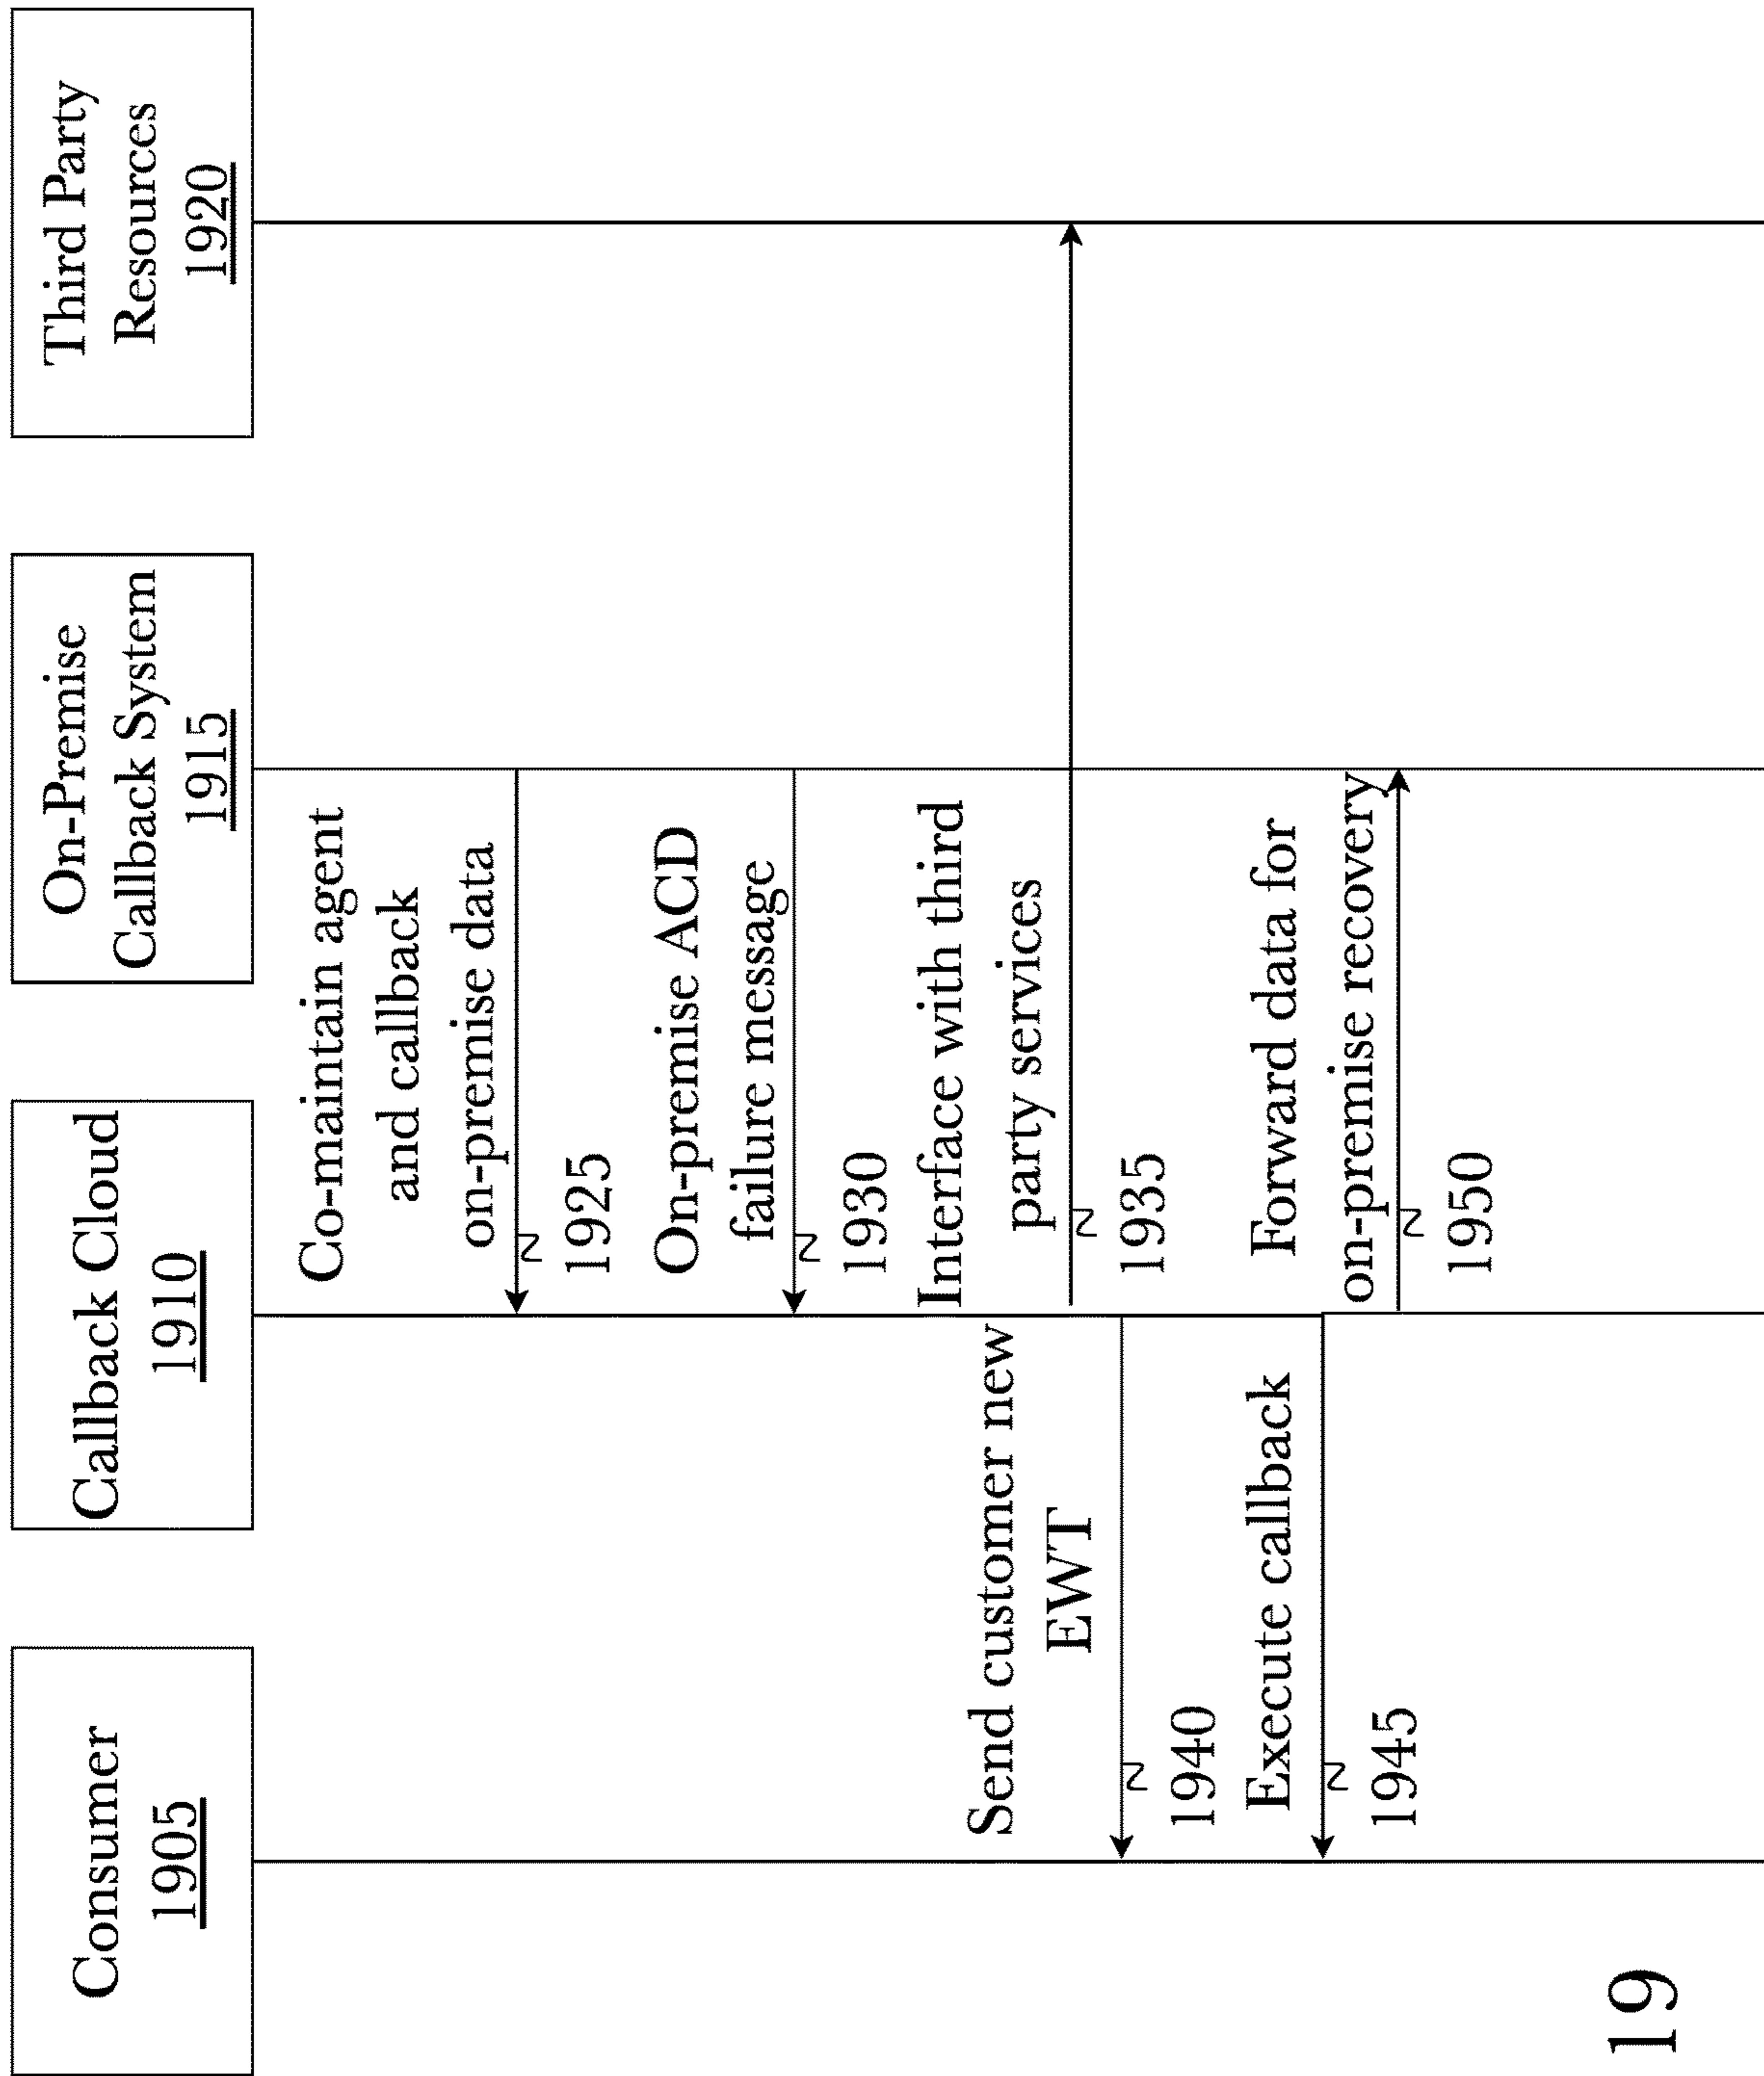 Consumer
1905
Callback Cloud
1910
On-Premise
Callback System
1915
Third Party
Resources
1920
Co-maintain agent
and callback
on-premise data
1925
On-premise ACD
failure message
1930
Interface with third
party services
1935
Send customer new
EWT
1940
Execute callback
1945
Forward data for
on-premise recovery
1950
19